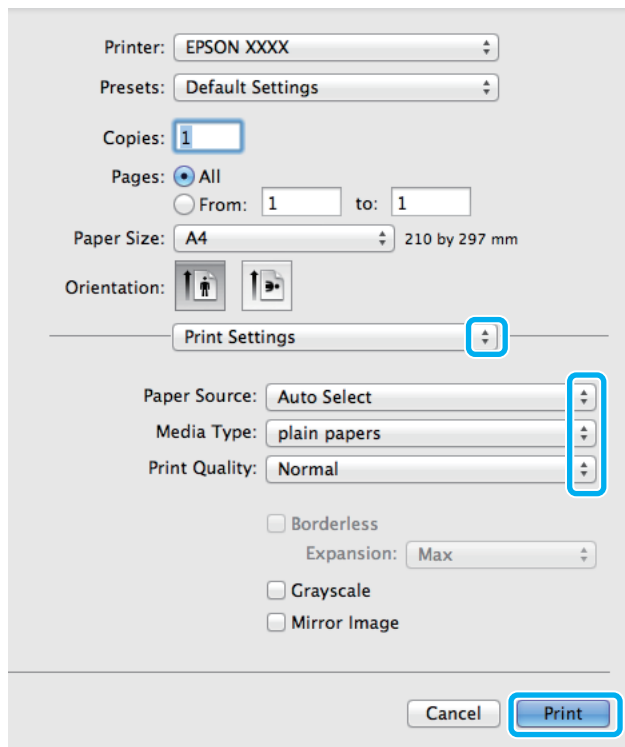 Printer: EPSON XXXX
Presets: Default Settings
Copies: 1
Pages: All
From: 1 to: 1
Paper Size: A4 210 by 297 mm
Orientation:
Print Settings
Paper Source: Auto Select
Media Type: plain papers
Print Quality: Normal
Borderless
Expansion: Max
Grayscale
Mirror Image
Cancel Print